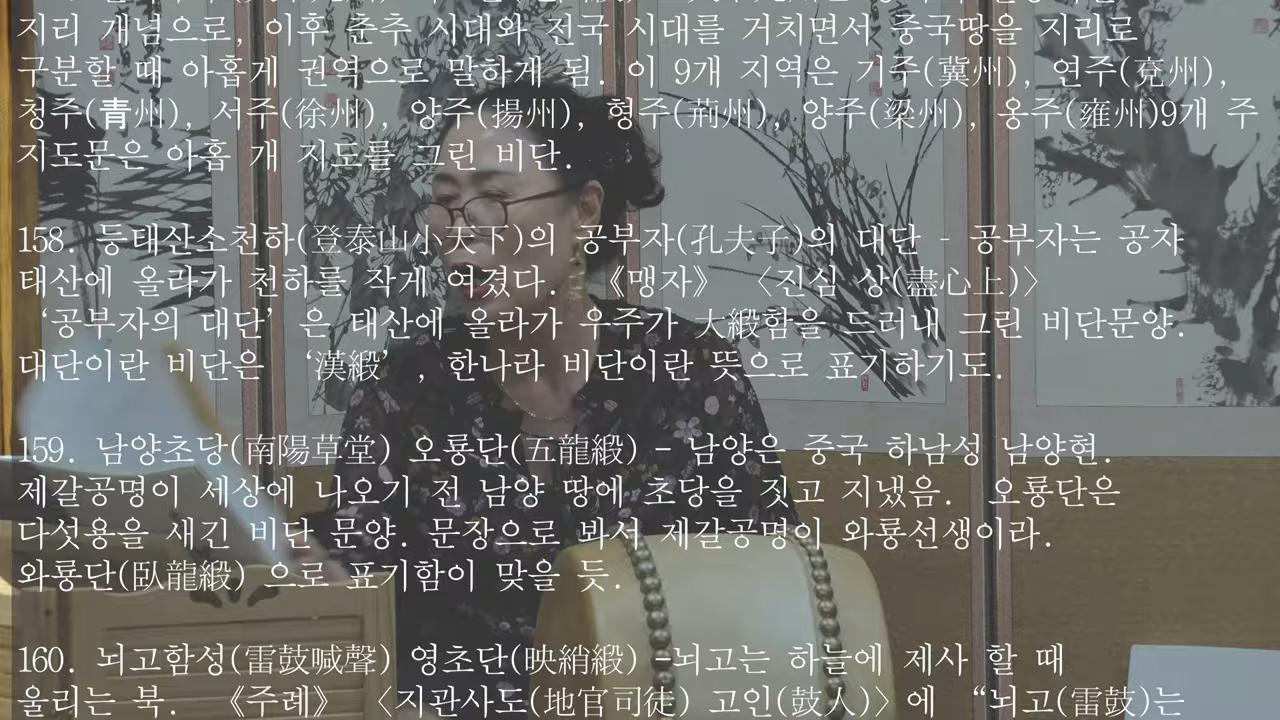 지리 개념으로, 이후 춘추 시대와 전국 시대를 거치면서 중국땅을 지리로
구분할 때 아홉게 권역으로 말하게 됨. 이 9개 지역은 기주(冀州), 연주(兗州),
청주(青州), 서주(徐州), 양주(揚州), 형주(荊州), 양주(梁州), 옹주(雍州)9개 주
지도문은 아홉 개 지도를 그린 비단.
158. 등태산소천하(登泰山小天下)의 공부자(孔夫子)의 대단 - 공부자는 공자
태산에 올라가 천하를 작게 여겼다. 《맹자》 〈진심 상(盡心上)〉
‘공부자의 대단’은 태산에 올라가 우주가 大緞함을 드러내 그린 비단문양.
대단이란 비단은 ‘漢緞’, 한나라 비단이란 뜻으로 표기하기도.
159. 남양초당(南陽草堂) 오룡단(五龍緞) - 남양은 중국 하남성 남양현.
제갈공명이 세상에 나오기 전 남양 땅에 초당을 짓고 지냈음. 오룡단은
다섯용을 새긴 비단 문양. 문장으로 봐서 제갈공명이 와룡선생이라.
와룡단(臥龍緞) 으로 표기함이 맞을 듯.
160. 뇌고함성(雷鼓喊聲) 영초단(映綃緞) -뇌고는 하늘에 제사 할 때
울리는 북. 《주례》 〈지관사도(地官司徒) 고인(鼓人)〉에 “뇌고(雷鼓)는